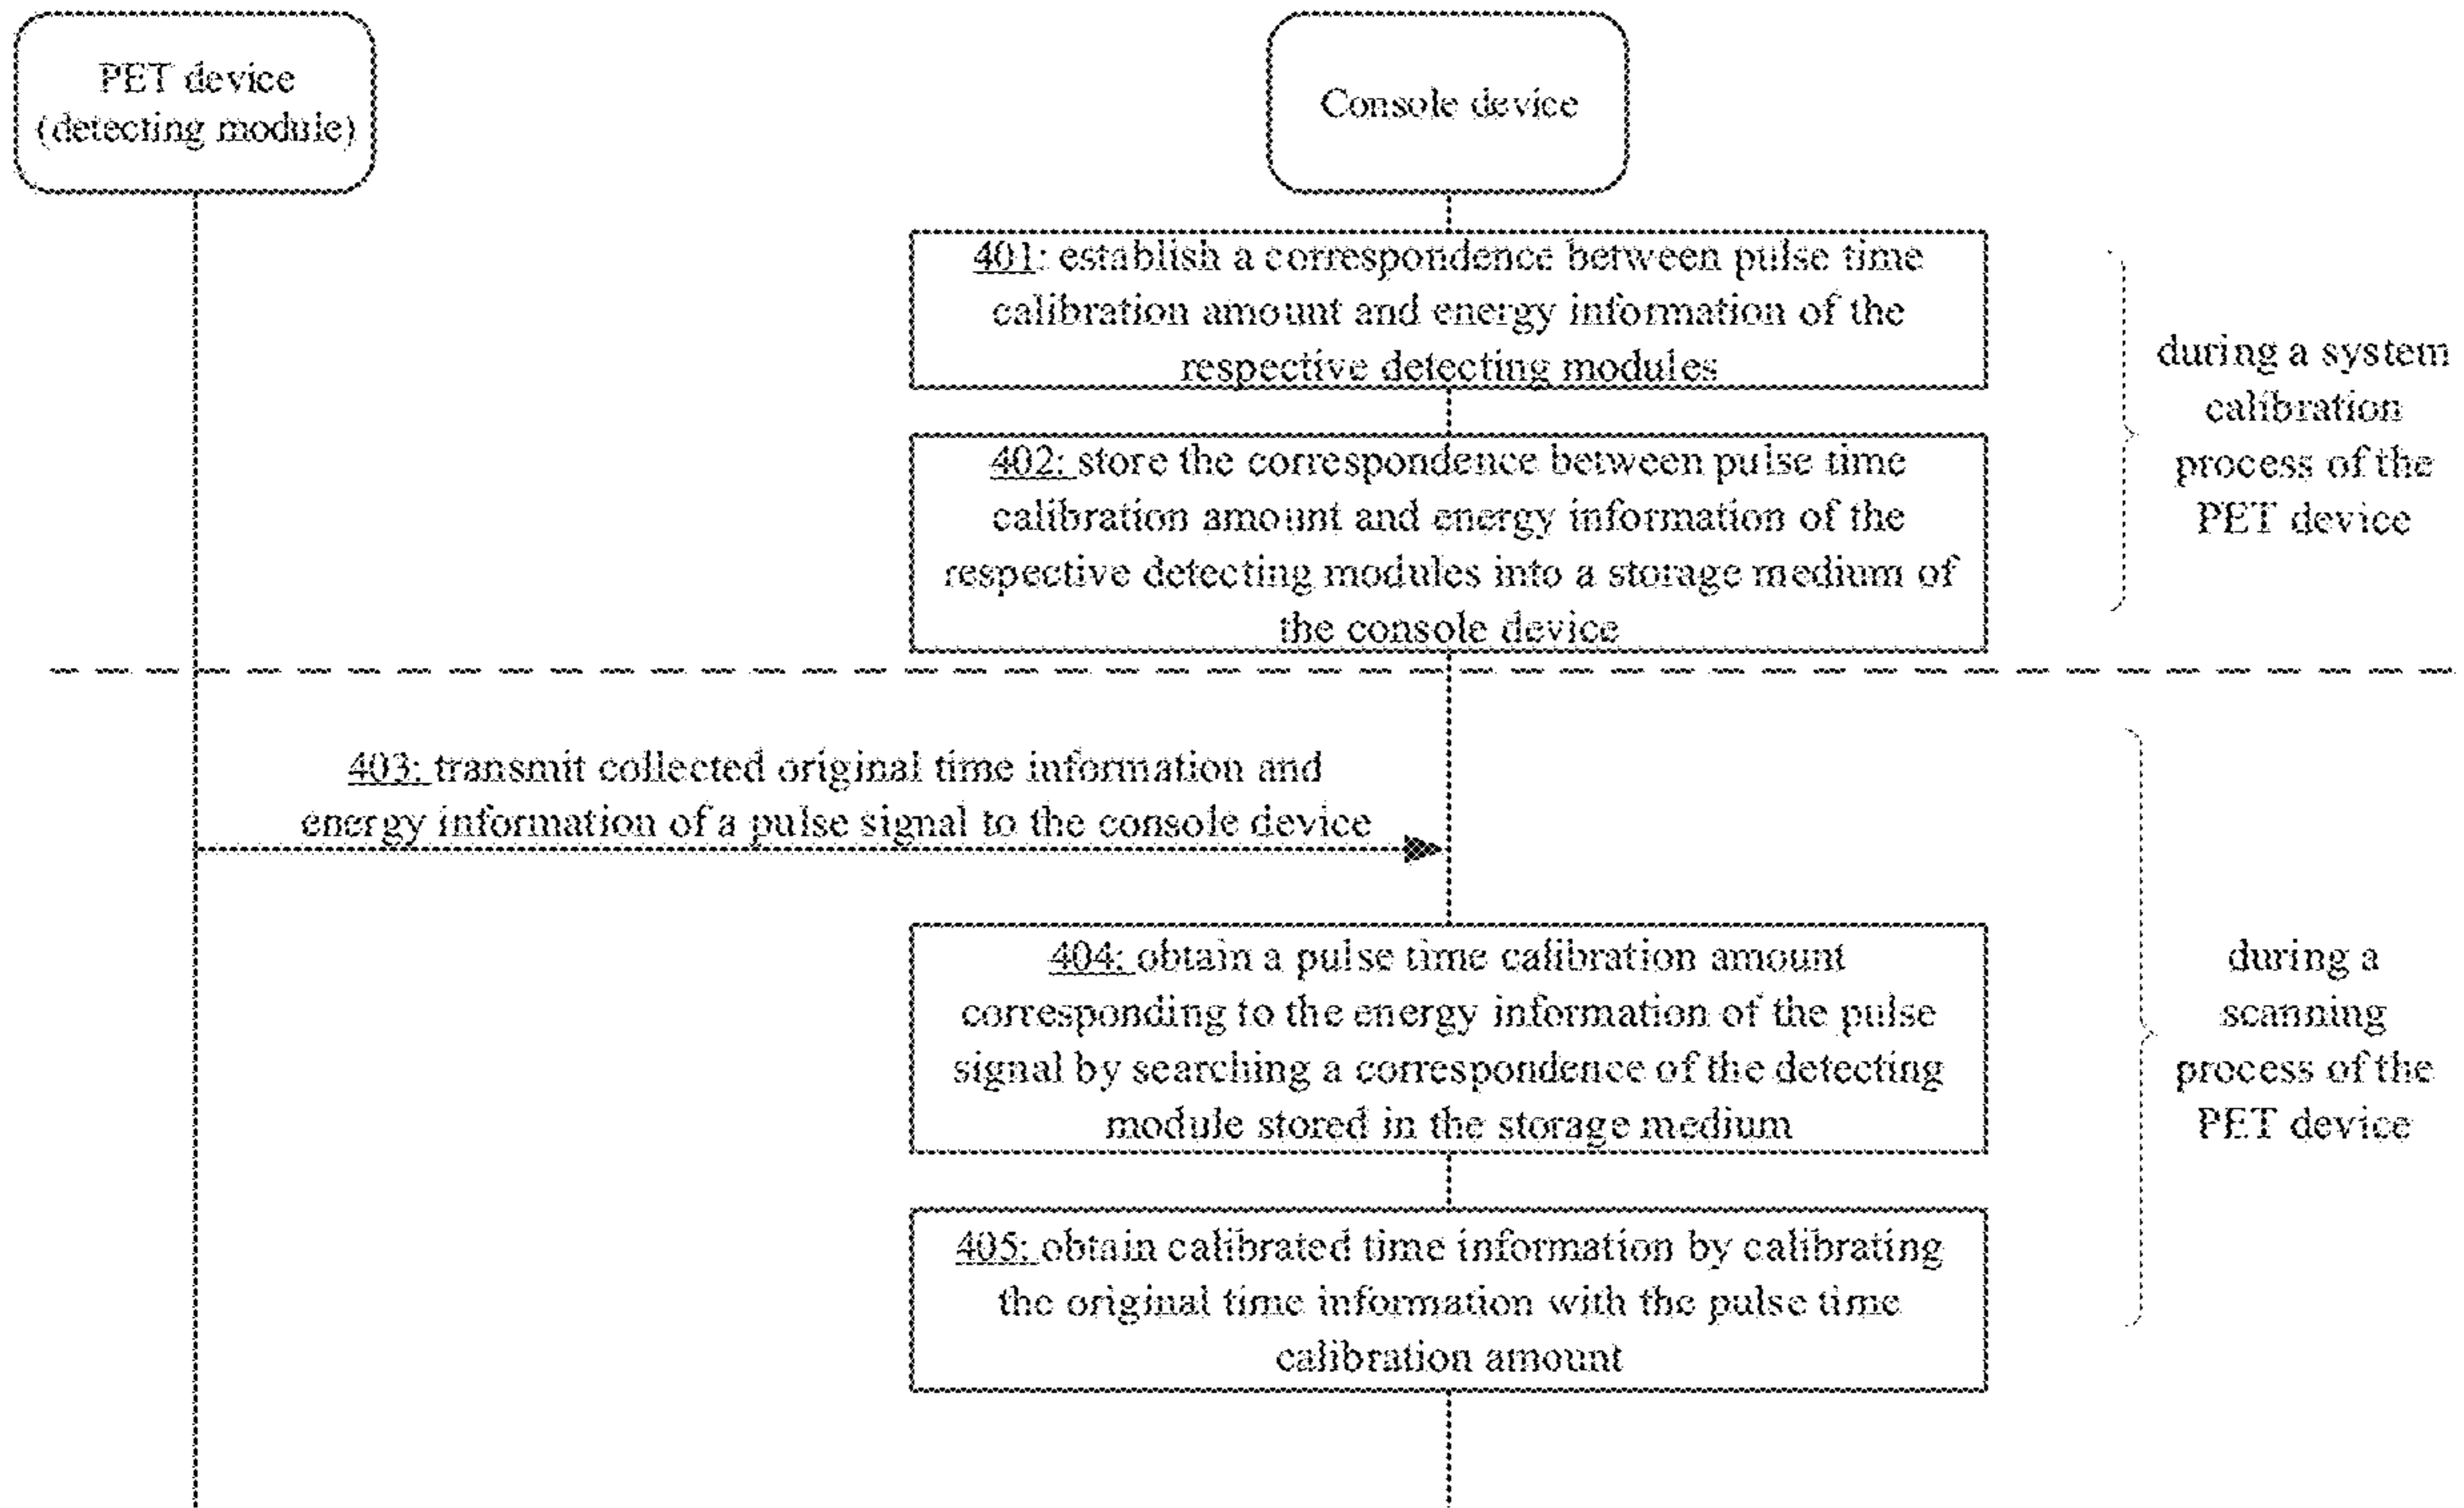 PET device
(detecting module)
Console device
401: establish a correspondence between pulse time
calibration amount and energy information of the
respective detecting modules
402: store the correspondence between pulse time
calibration amount and energy information of the
respective detecting modules into a storage medium of
the console device
during a system
calibration
process of the
PET device
403: transmit collected original time information and
energy information of a pulse signal to the console device
404: obtain a pulse time calibration amount
corresponding to the energy information of the pulse
signal by searching a correspondence of the detecting
module stored in the storage medium
405: obtain calibrated time information by calibrating
the original time information with the pulse time
calibration amount
during a
scanning
process of the
PET device